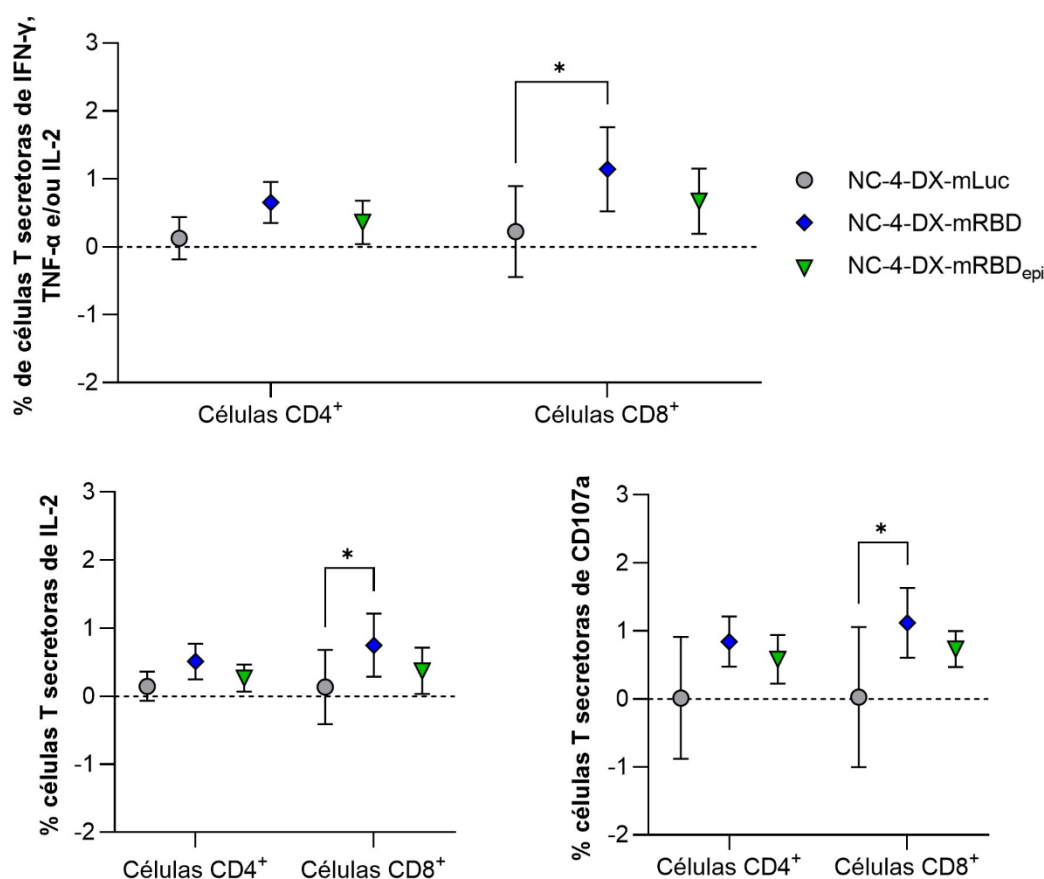 % de células T secretoras de IFN-γ,
TNF-α e/ou IL-2
3
2
1
0
-1
-2
*
Células CD4⁺
Células CD8⁺
NC-4-DX-mLuc
NC-4-DX-mRBD
NC-4-DX-mRBDepi
% células T secretoras de IL-2
3
2
1
0
-1
-2
*
Células CD4⁺
Células CD8⁺
% células T secretoras de CD107a
3
2
1
0
-1
-2
*
Células CD4⁺
Células CD8⁺